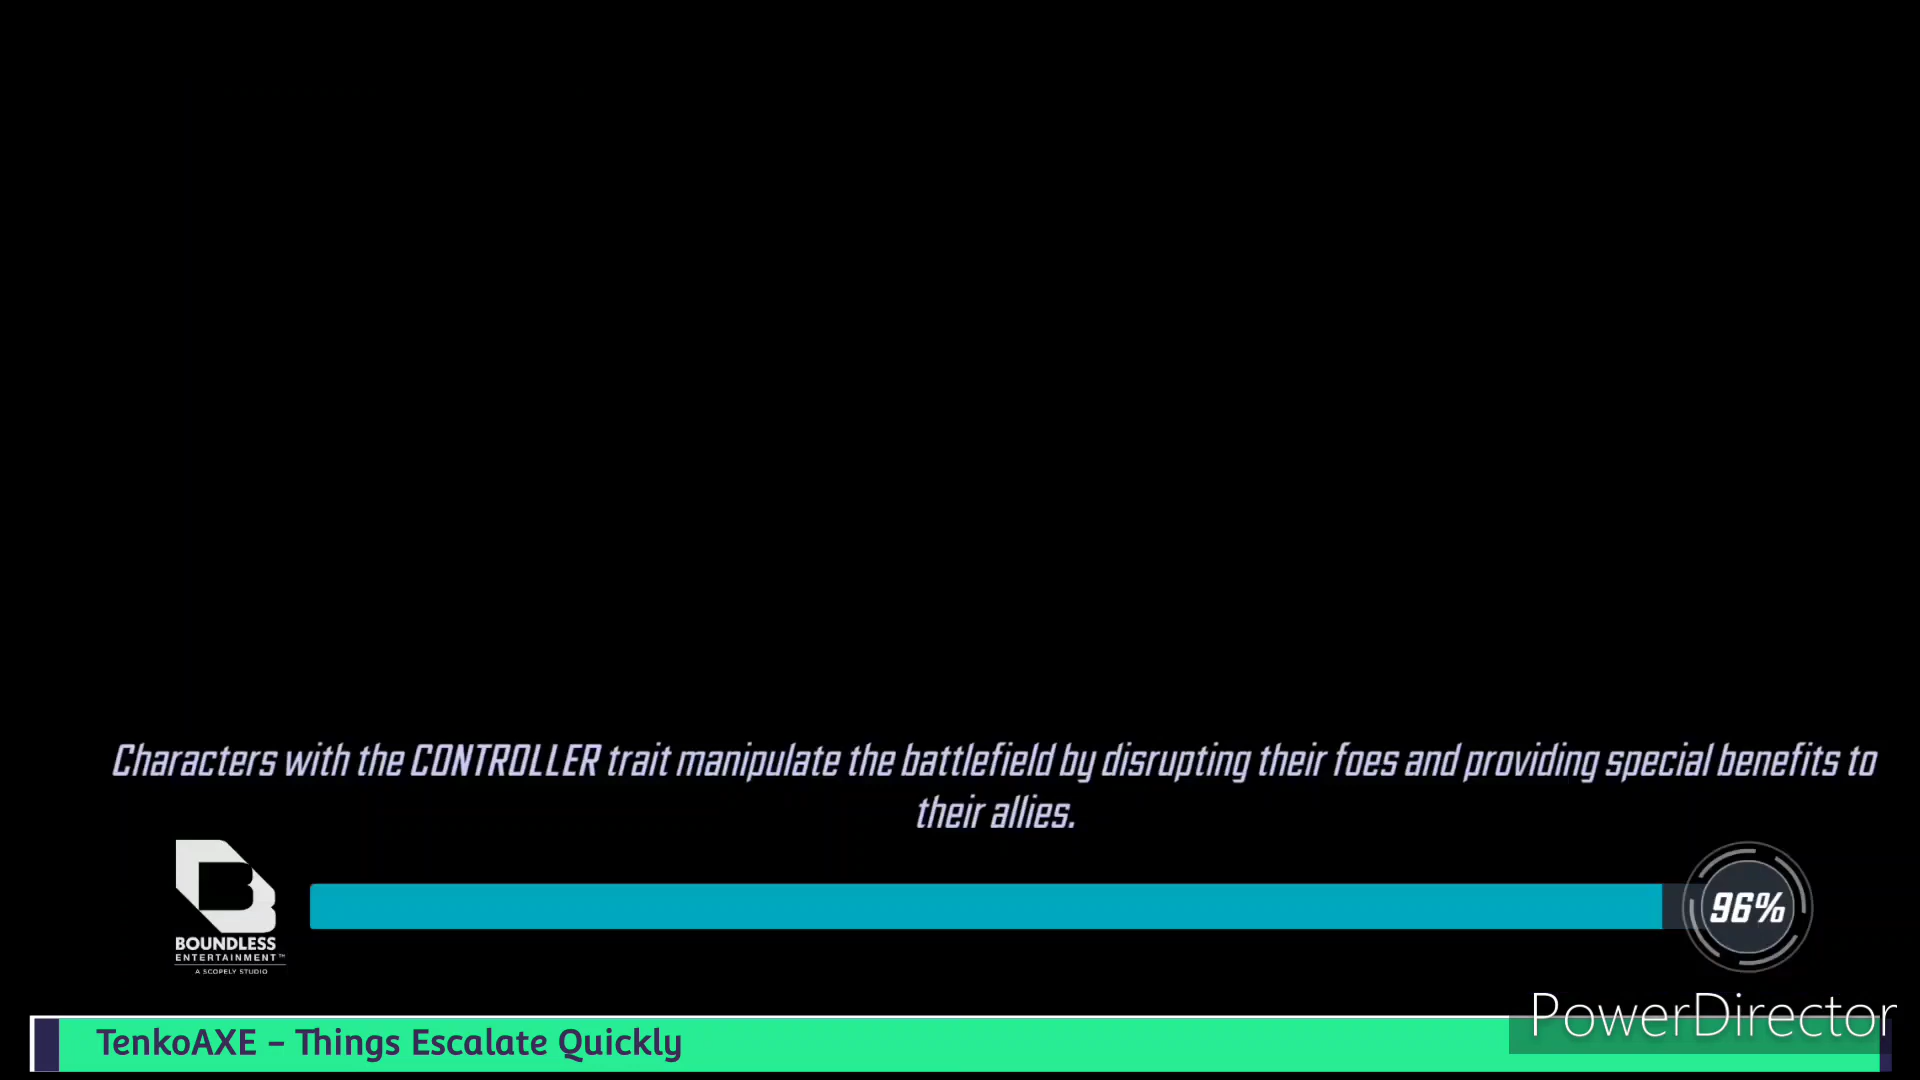 Characters with the CONTROLLER trait manipulate the battlefield by disrupting their foes and providing special benefits to
their allies.
BOUNDLESS
ENTERTAINMENT™
A SCOPELY STUDIO
96%
PowerDirector
TenkoAXE – Things Escalate Quickly